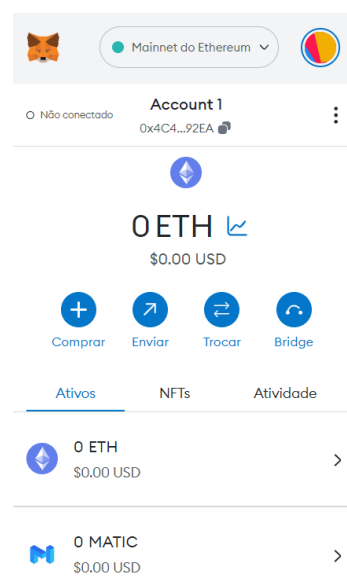 Mainnet do Ethereum
Não conectado
Account 1
0x4C4...92EA
0 ETH
$0.00 USD
Comprar
Enviar
Trocar
Bridge
Ativos
NFTs
Atividade
0 ETH
$0.00 USD
0 MATIC
$0.00 USD